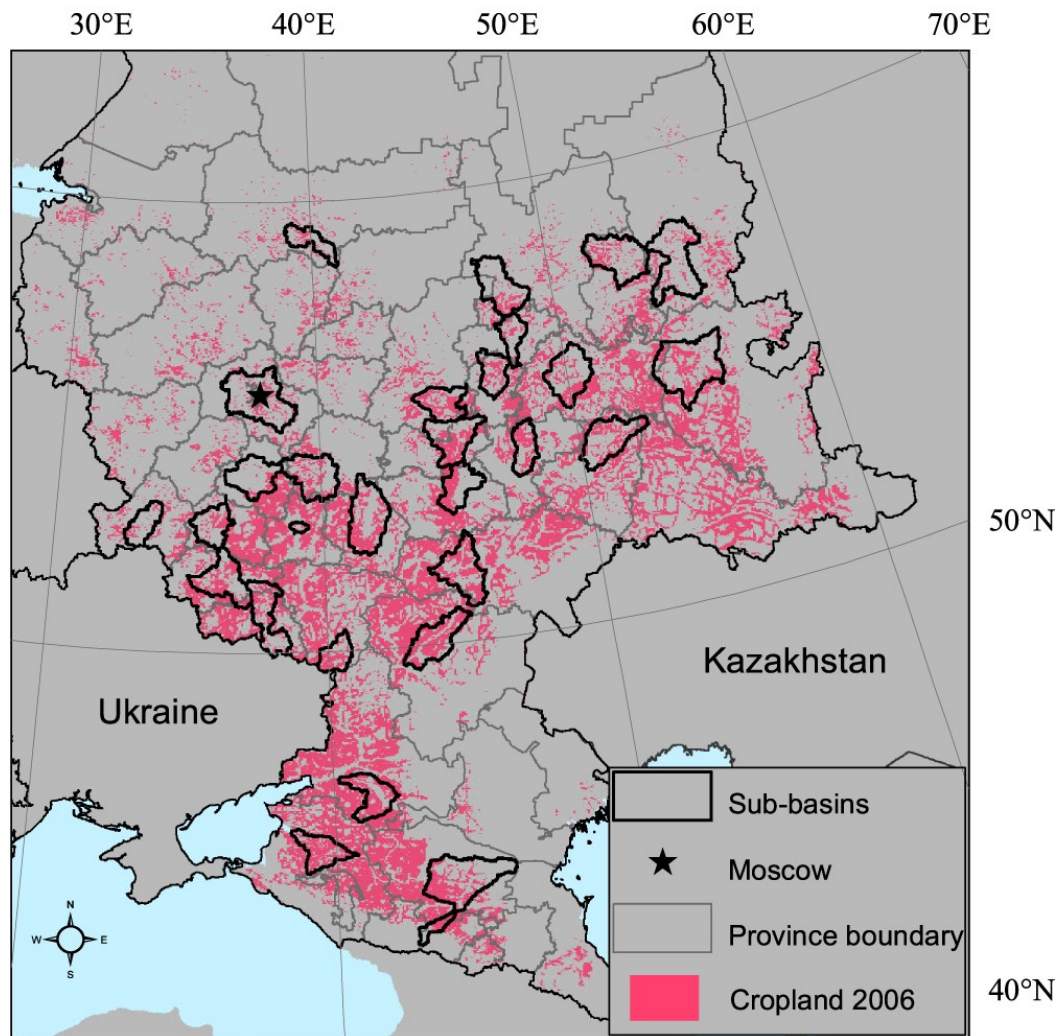 30°E 40°E 50°E 60°E 70°E
50°N
Kazakhstan
Ukraine
Sub-basins
Moscow
N
W E
S
Province boundary
Cropland 2006
40°N